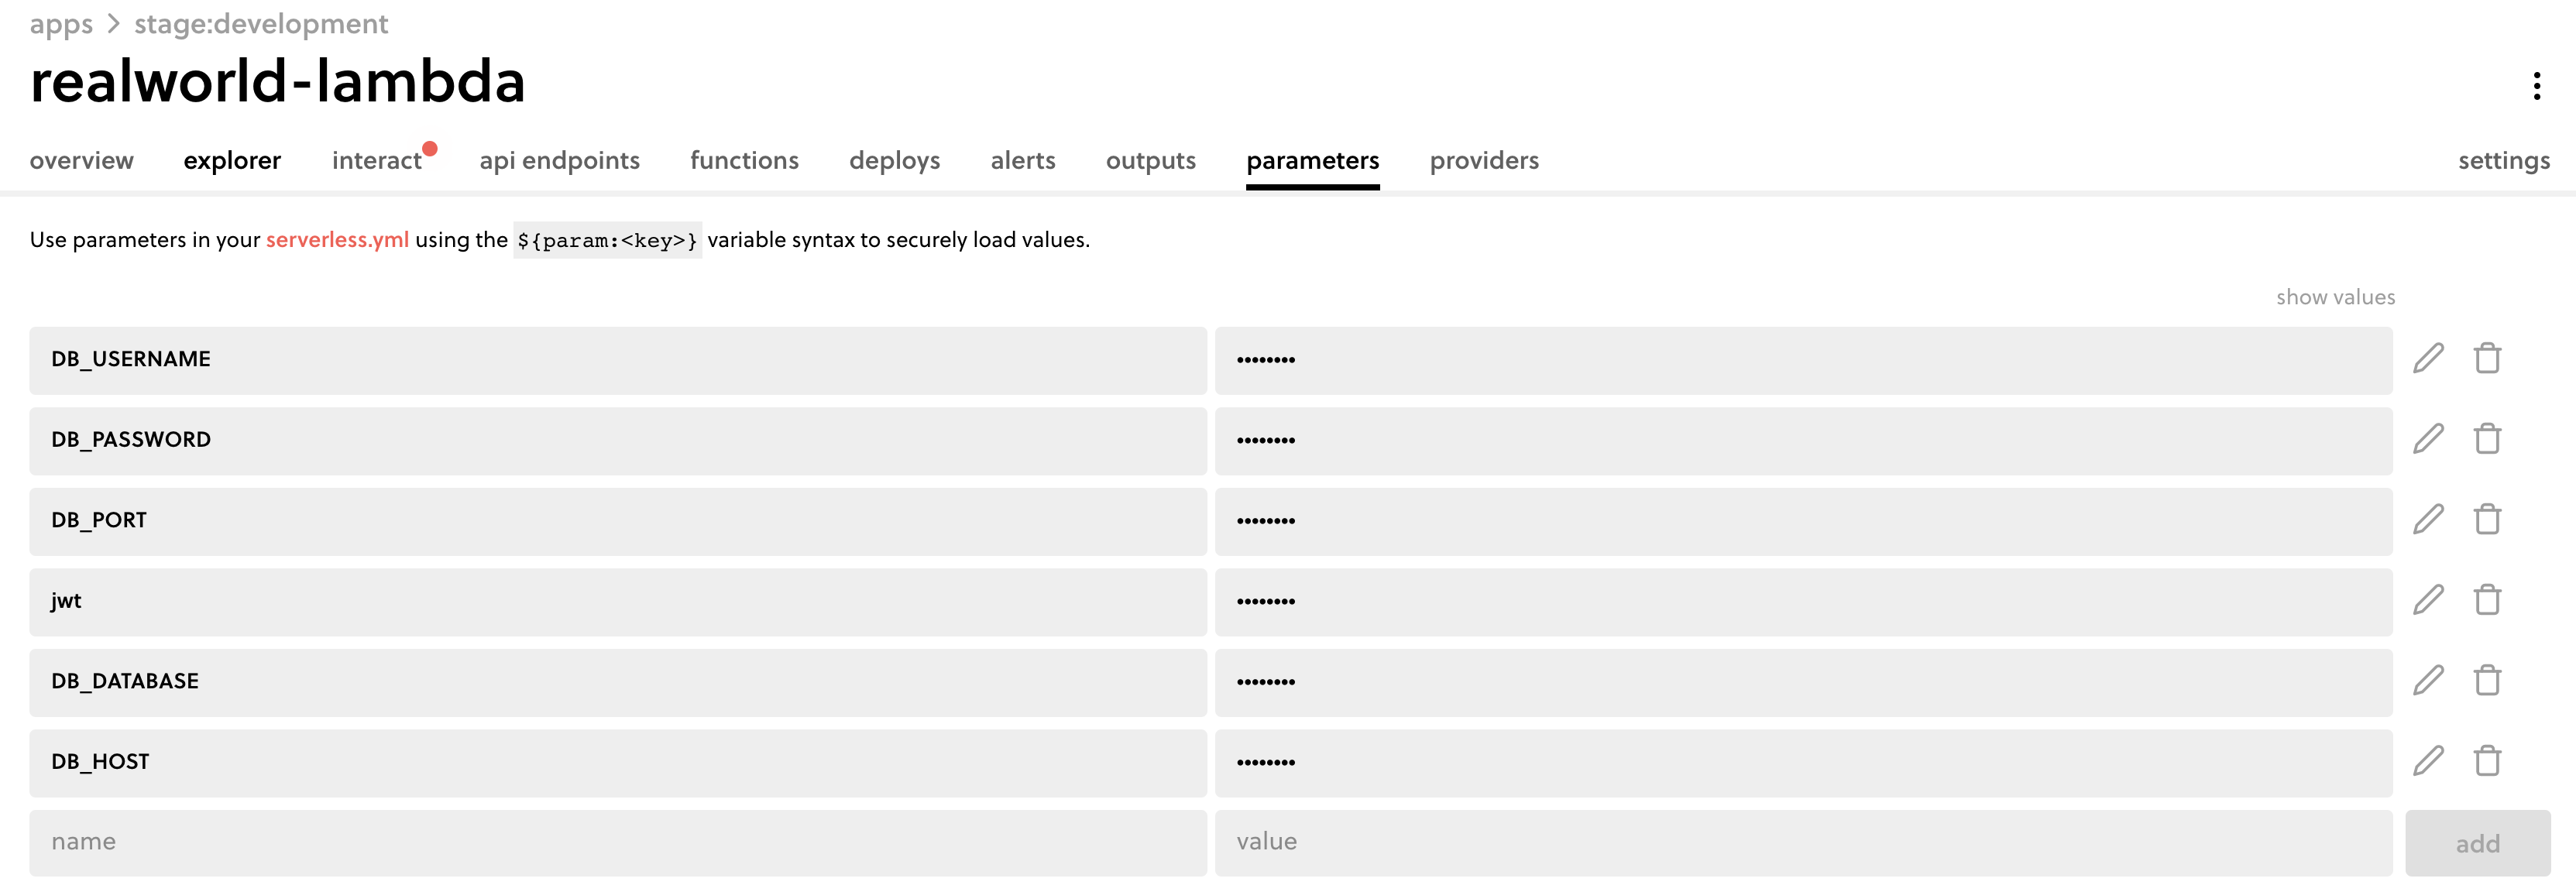 apps > stage:development
realworld-lambda
overview explorer interact api endpoints functions deploys alerts outputs parameters providers settings
Use parameters in your serverless.yml using the ${param:<key>} variable syntax to securely load values.
show values
DB_USERNAME ••••••••
DB_PASSWORD ••••••••
DB_PORT ••••••••
jwt ••••••••
DB_DATABASE ••••••••
DB_HOST ••••••••
name value add